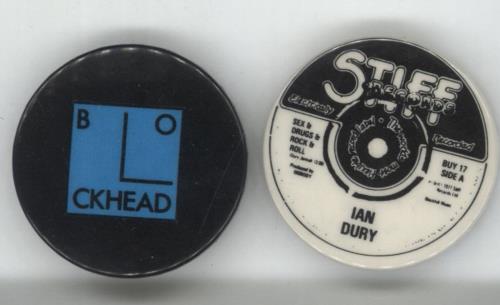 B L O
CKHEAD
STIFF
Records
Electrically
Recorded
SEX &
DRUGS &
ROCK &
ROLL
BUY 17
SIDE A
IAN
DURY